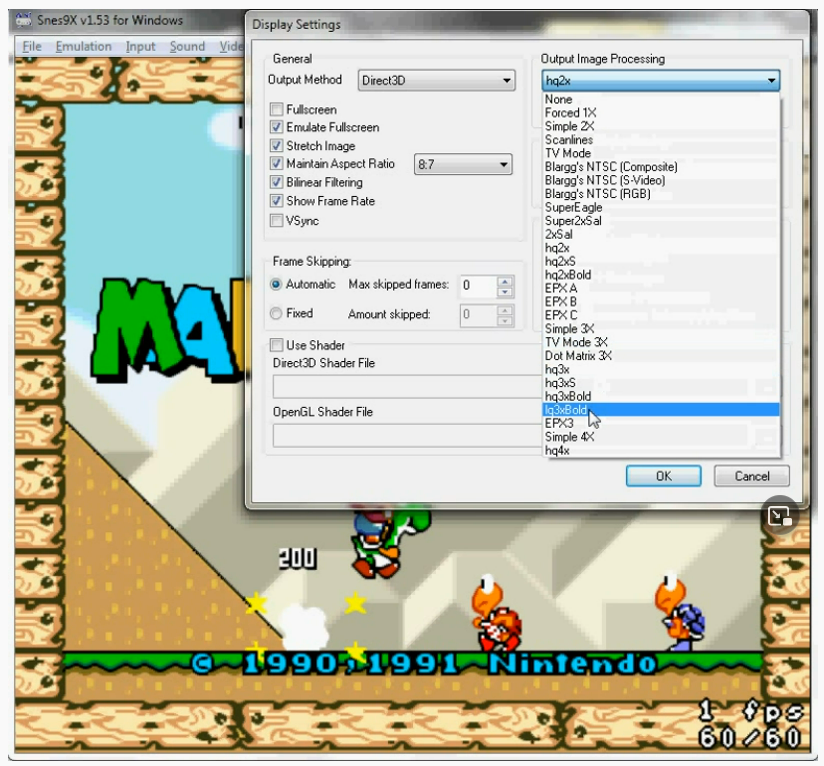 Snes9X v1.53 for Windows
File Emulation Input Sound Vide
Display Settings
General
Output Method Direct3D
Fullscreen
Emulate Fullscreen
Stretch Image
Maintain Aspect Ratio 8:7
Bilinear Filtering
Show Frame Rate
VSync
Frame Skipping:
Automatic Max skipped frames: 0
Fixed Amount skipped: 0
Use Shader
Direct3D Shader File
OpenGL Shader File
Output Image Processing
hq2x
None
Forced 1X
Simple 2X
Scanlines
TV Mode
Blargg's NTSC (Composite)
Blargg's NTSC (S-Video)
Blargg's NTSC (RGB)
SuperEagle
Super2xSaI
2xSaI
hq2x
hq2xS
hq2xBold
EPX A
EPX B
EPX C
Simple 3X
TV Mode 3X
Dot Matrix 3X
hq3x
hq3xS
hq3xBold
lq3xBold
EPX3
Simple 4X
hq4x
OK Cancel
MA
200
© 1990,1991 Nintendo
1 fps
60/60